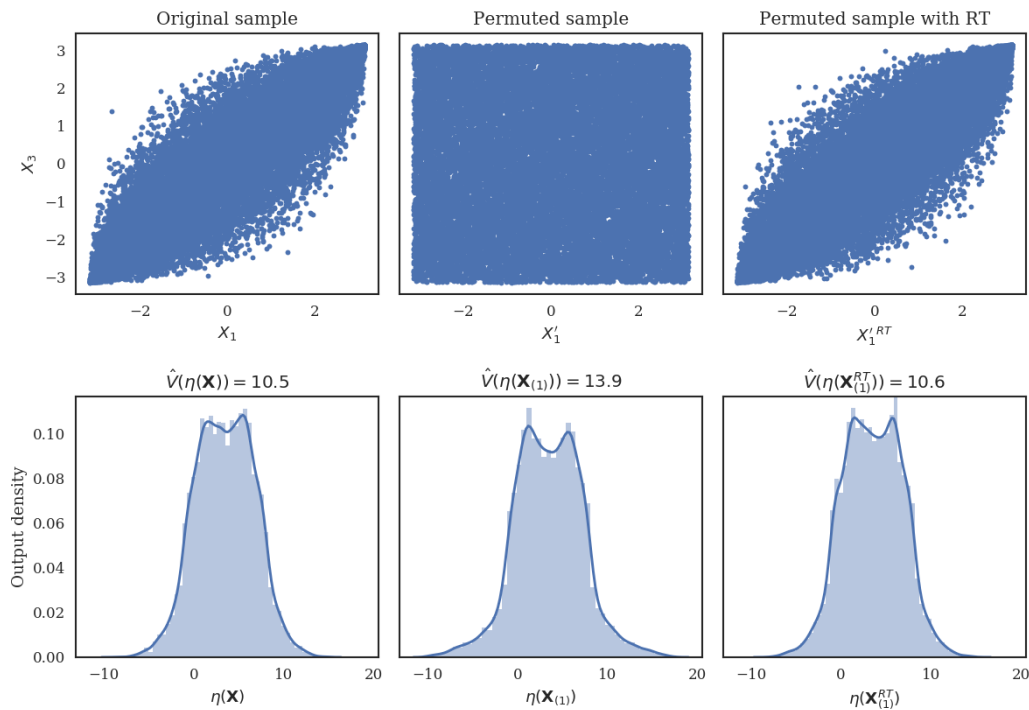 Original sample
Permuted sample
Permuted sample with RT
3
2
1
0
−1
−2
−3
X₃
−2 0 2
−2 0 2
−2 0 2
X₁
X′₁
X′₁ᴿᵀ
V̂(η(𝐗)) = 10.5
V̂(η(𝐗₍₁₎)) = 13.9
V̂(η(𝐗₍₁₎ᴿᵀ)) = 10.6
0.10
0.08
0.06
0.04
0.02
0.00
Output density
−10 0 10 20
−10 0 10 20
−10 0 10 20
η(𝐗)
η(𝐗₍₁₎)
η(𝐗₍₁₎ᴿᵀ)